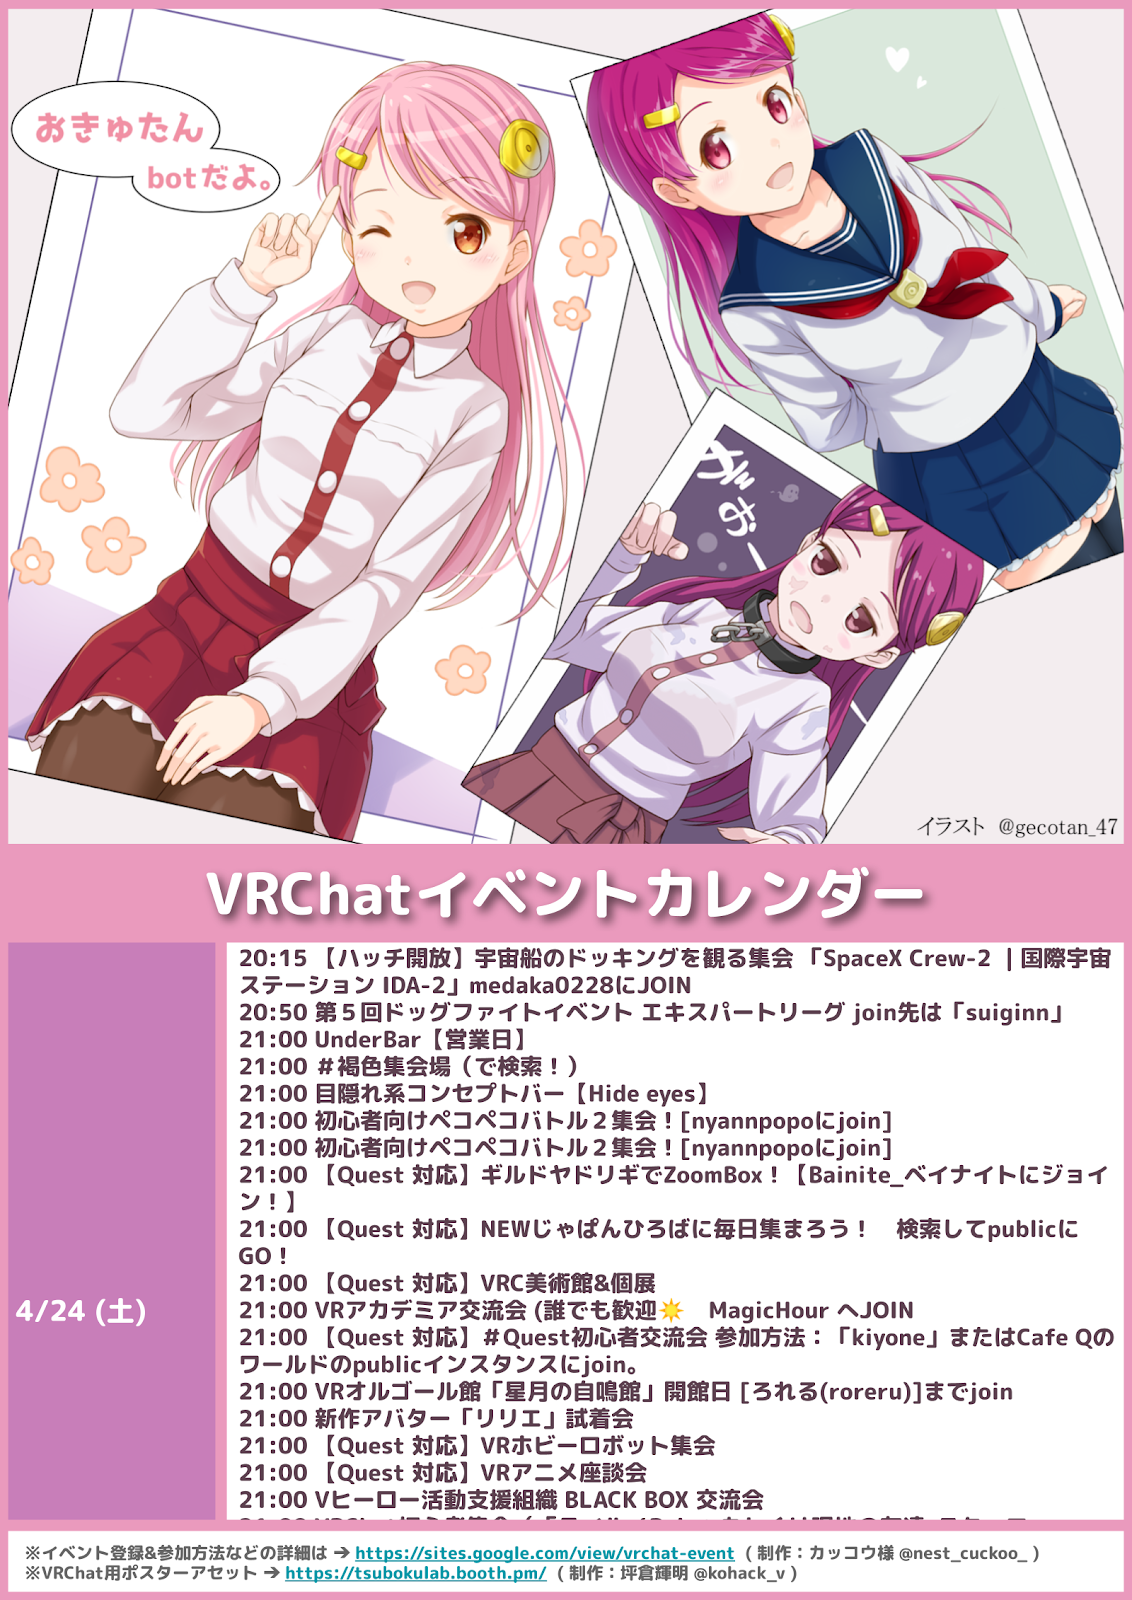 おきゅたん
botだよ。
がおー
イラスト @gecotan_47
VRChatイベントカレンダー
4/24 (土)
20:15 【ハッチ開放】宇宙船のドッキングを観る集会 「SpaceX Crew-2 | 国際宇宙
ステーション IDA-2」medaka0228にJOIN
20:50 第５回ドッグファイトイベント エキスパートリーグ join先は「suiginn」
21:00 UnderBar【営業日】
21:00 ＃褐色集会場（で検索！）
21:00 目隠れ系コンセプトバー【Hide eyes】
21:00 初心者向けペコペコバトル２集会！[nyannpopoにjoin]
21:00 初心者向けペコペコバトル２集会！[nyannpopoにjoin]
21:00 【Quest 対応】ギルドヤドリギでZoomBox！【Bainite_ベイナイトにジョイ
ン！】
21:00 【Quest 対応】NEWじゃぱんひろばに毎日集まろう！　検索してpublicに
GO！
21:00 【Quest 対応】VRC美術館&個展
21:00 VRアカデミア交流会 (誰でも歓迎☀️　MagicHour へJOIN
21:00 【Quest 対応】＃Quest初心者交流会 参加方法：「kiyone」またはCafe Qの
ワールドのpublicインスタンスにjoin。
21:00 VRオルゴール館「星月の自鳴館」開館日 [ろれる(roreru)]までjoin
21:00 新作アバター「リリエ」試着会
21:00 【Quest 対応】VRホビーロボット集会
21:00 【Quest 対応】VRアニメ座談会
21:00 Vヒーロー活動支援組織 BLACK BOX 交流会
※イベント登録&参加方法などの詳細は → https://sites.google.com/view/vrchat-event （ 制作：カッコウ様 @nest_cuckoo_ ）
※VRChat用ポスターアセット → https://tsubokulab.booth.pm/ （ 制作：坪倉輝明 @kohack_v ）